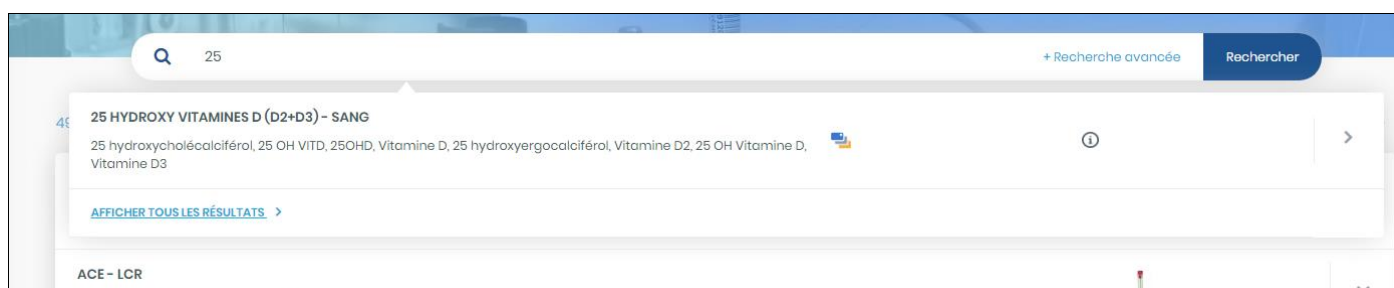 25
+ Recherche avancée
Rechercher
49
25 HYDROXY VITAMINES D (D2+D3) - SANG
25 hydroxycholécalciférol, 25 OH VITD, 25OHD, Vitamine D, 25 hydroxyergocalciférol, Vitamine D2, 25 OH Vitamine D,
Vitamine D3
AFFICHER TOUS LES RÉSULTATS >
ACE - LCR